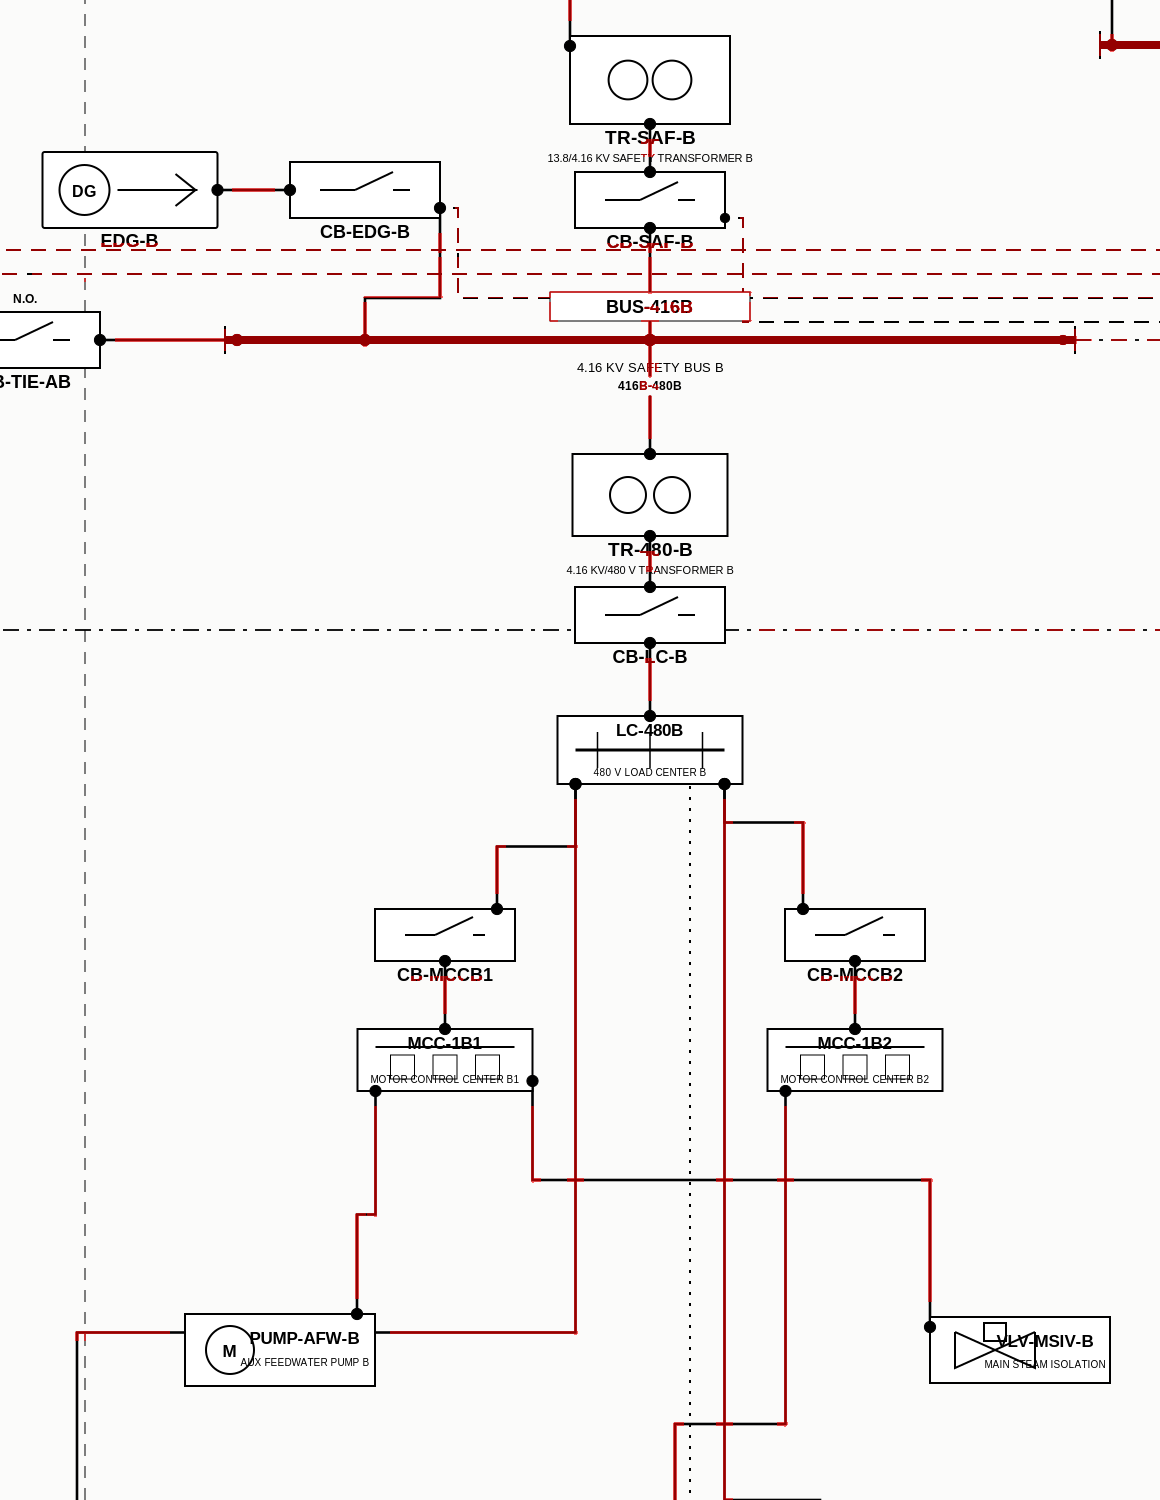 TR-SAF-B
13.8/4.16 KV SAFETY TRANSFORMER B
DG
EDG-B
CB-EDG-B
CB-SAF-B
N.O.
BUS-416B
B-TIE-AB
4.16 KV SAFETY BUS B
416B-480B
TR-480-B
4.16 KV/480 V TRANSFORMER B
CB-LC-B
LC-480B
480 V LOAD CENTER B
CB-MCCB1
CB-MCCB2
MCC-1B1
MOTOR CONTROL CENTER B1
MCC-1B2
MOTOR CONTROL CENTER B2
M
PUMP-AFW-B
AUX FEEDWATER PUMP B
VLV-MSIV-B
MAIN STEAM ISOLATION